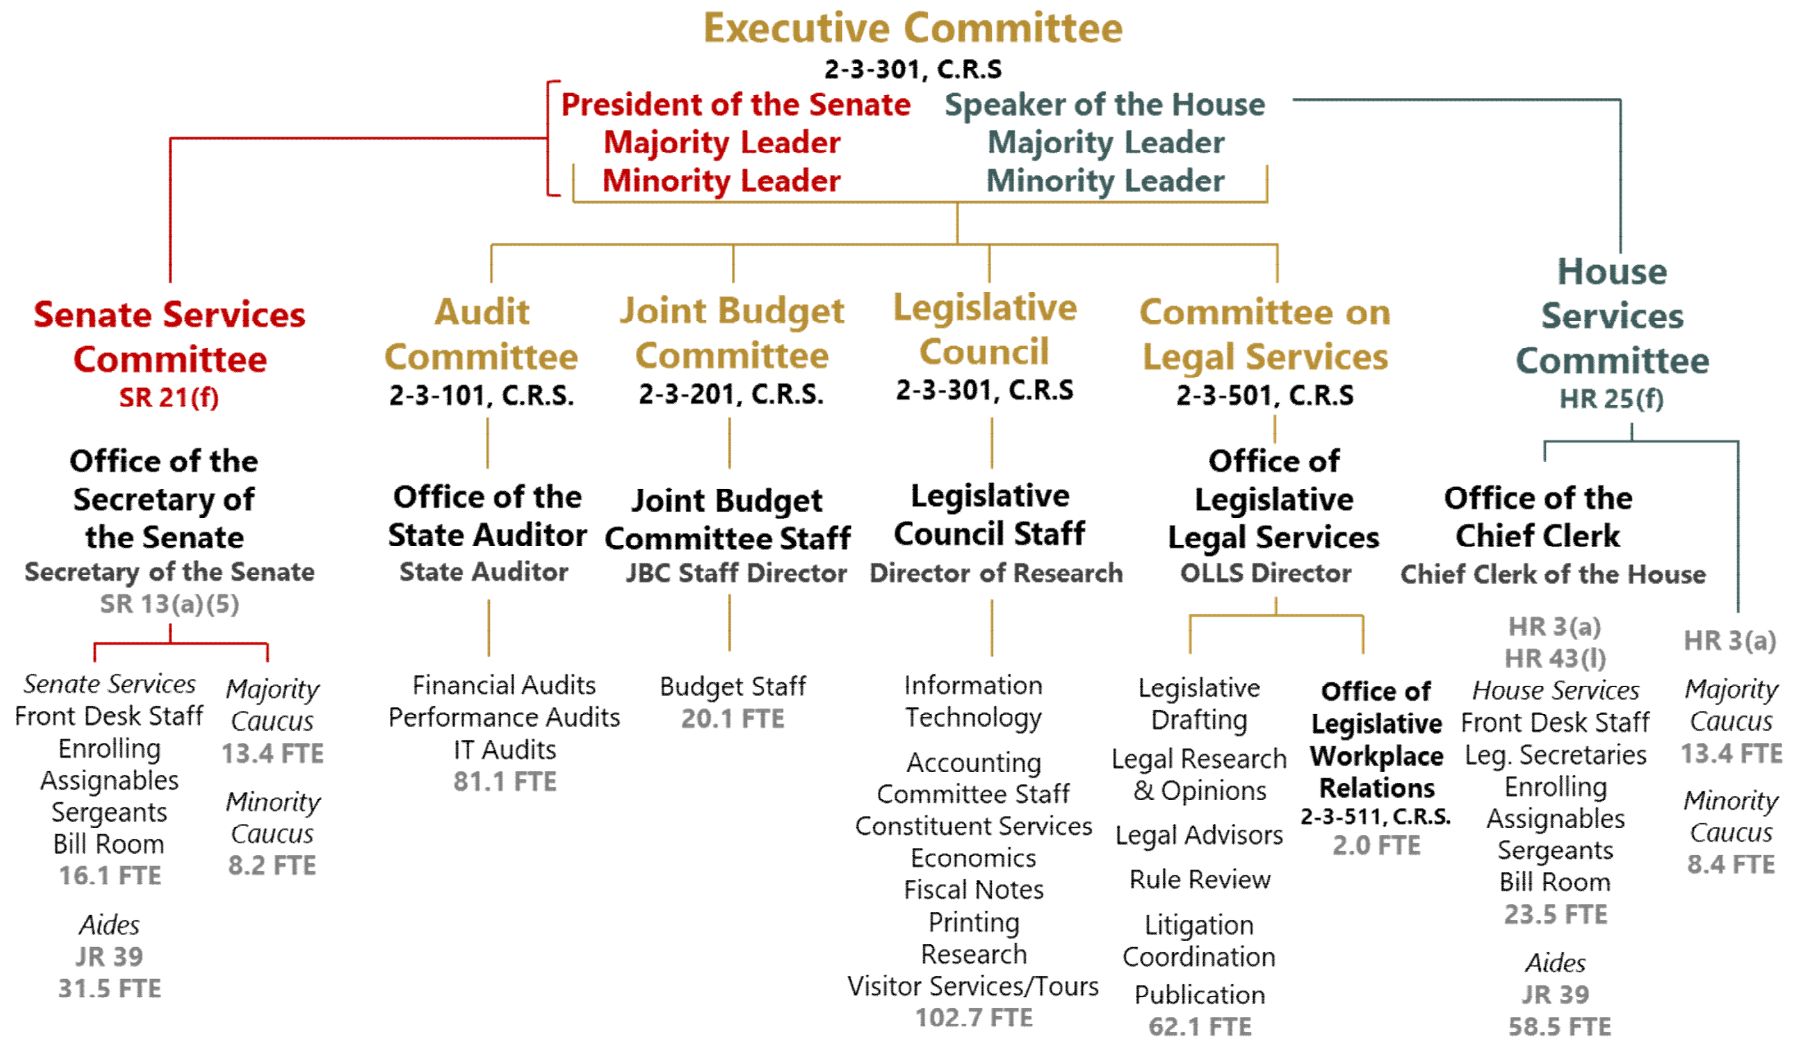 Executive Committee
2-3-301, C.R.S
President of the Senate
Majority Leader
Minority Leader
Speaker of the House
Majority Leader
Minority Leader
Senate Services
Committee
SR 21(f)
Office of the
Secretary of
the Senate
Secretary of the Senate
SR 13(a)(5)
Senate Services
Front Desk Staff
Enrolling
Assignables
Sergeants
Bill Room
16.1 FTE
Aides
JR 39
31.5 FTE
Majority
Caucus
13.4 FTE
Minority
Caucus
8.2 FTE
Audit
Committee
2-3-101, C.R.S.
Office of the
State Auditor
State Auditor
Financial Audits
Performance Audits
IT Audits
81.1 FTE
Joint Budget
Committee
2-3-201, C.R.S.
Joint Budget
Committee Staff
JBC Staff Director
Budget Staff
20.1 FTE
Legislative
Council
2-3-301, C.R.S
Legislative
Council Staff
Director of Research
Information
Technology
Accounting
Committee Staff
Constituent Services
Economics
Fiscal Notes
Printing
Research
Visitor Services/Tours
102.7 FTE
Committee on
Legal Services
2-3-501, C.R.S
Office of
Legislative
Legal Services
OLLS Director
Legislative
Drafting
Legal Research
& Opinions
Legal Advisors
Rule Review
Litigation
Coordination
Publication
62.1 FTE
Office of
Legislative
Workplace
Relations
2-3-511, C.R.S.
2.0 FTE
House
Services
Committee
HR 25(f)
Office of the
Chief Clerk
Chief Clerk of the House
HR 3(a)
HR 43(l)
House Services
Front Desk Staff
Leg. Secretaries
Enrolling
Assignables
Sergeants
Bill Room
23.5 FTE
Aides
JR 39
58.5 FTE
HR 3(a)
Majority
Caucus
13.4 FTE
Minority
Caucus
8.4 FTE